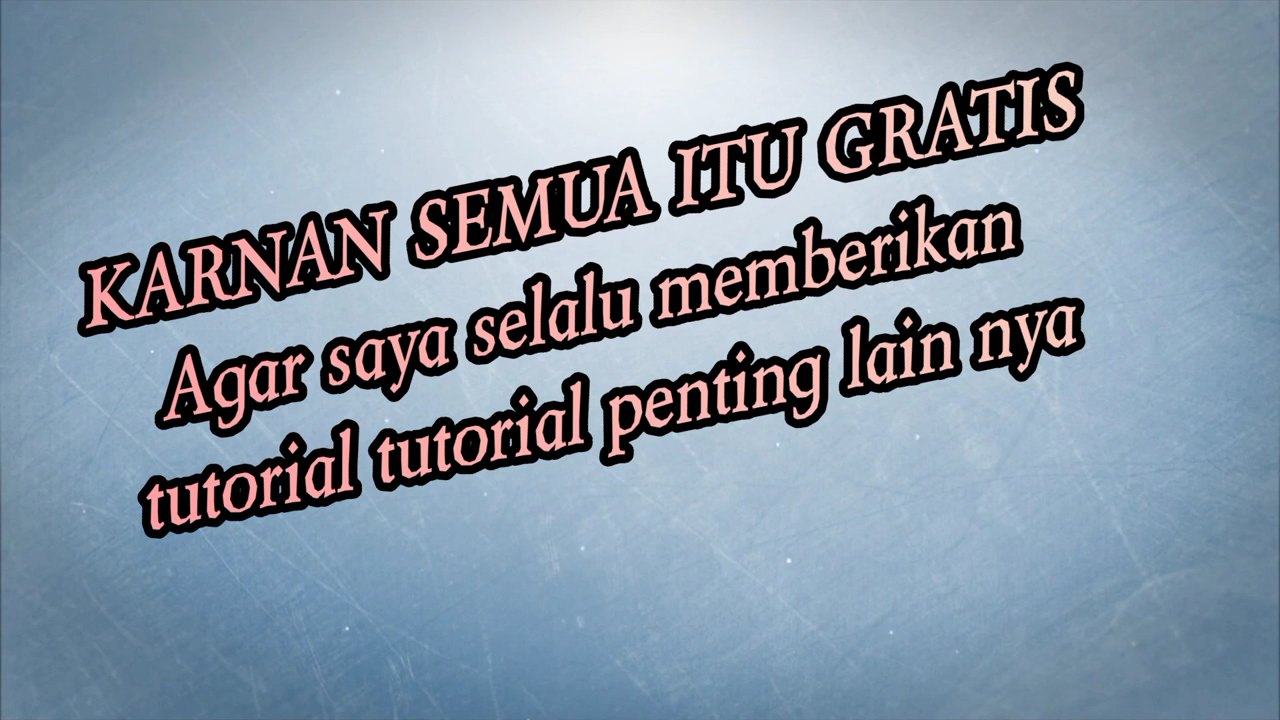 KARNAN SEMUA ITU GRATIS
Agar saya selalu memberikan
tutorial tutorial penting lain nya